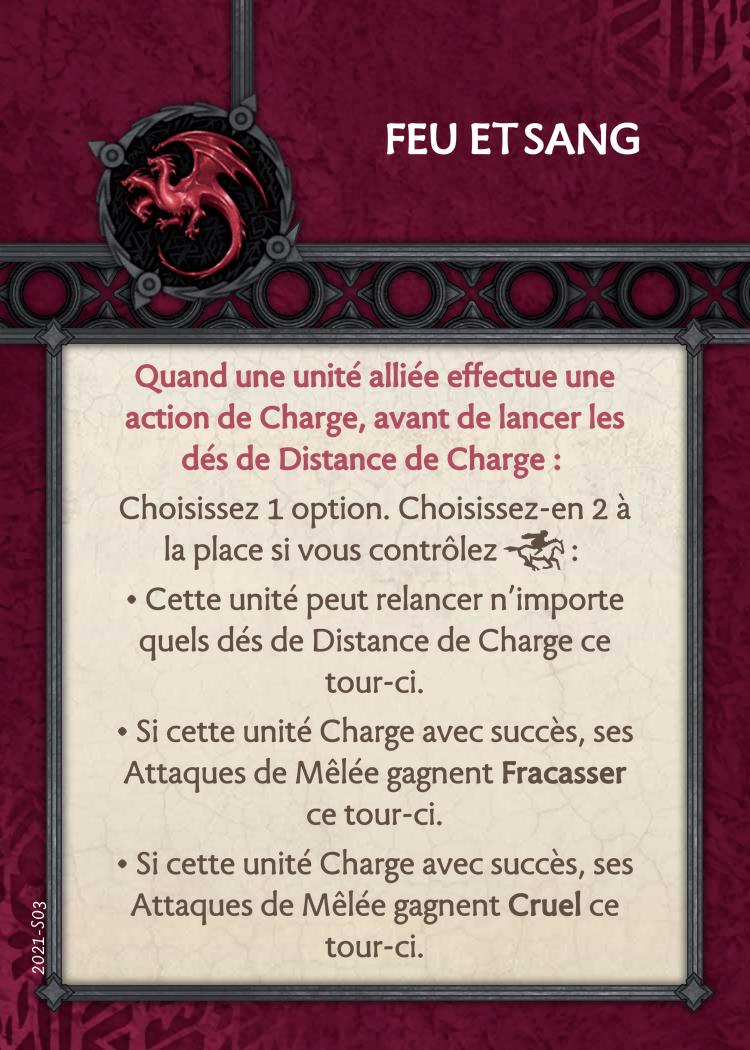 FEU ET SANG
Quand une unité alliée effectue une
action de Charge, avant de lancer les
dés de Distance de Charge :
Choisissez 1 option. Choisissez-en 2 à
la place si vous contrôlez :
• Cette unité peut relancer n'importe
quels dés de Distance de Charge ce
tour-ci.
• Si cette unité Charge avec succès, ses
Attaques de Mêlée gagnent Fracasser
ce tour-ci.
• Si cette unité Charge avec succès, ses
Attaques de Mêlée gagnent Cruel ce
tour-ci.
2021-S03